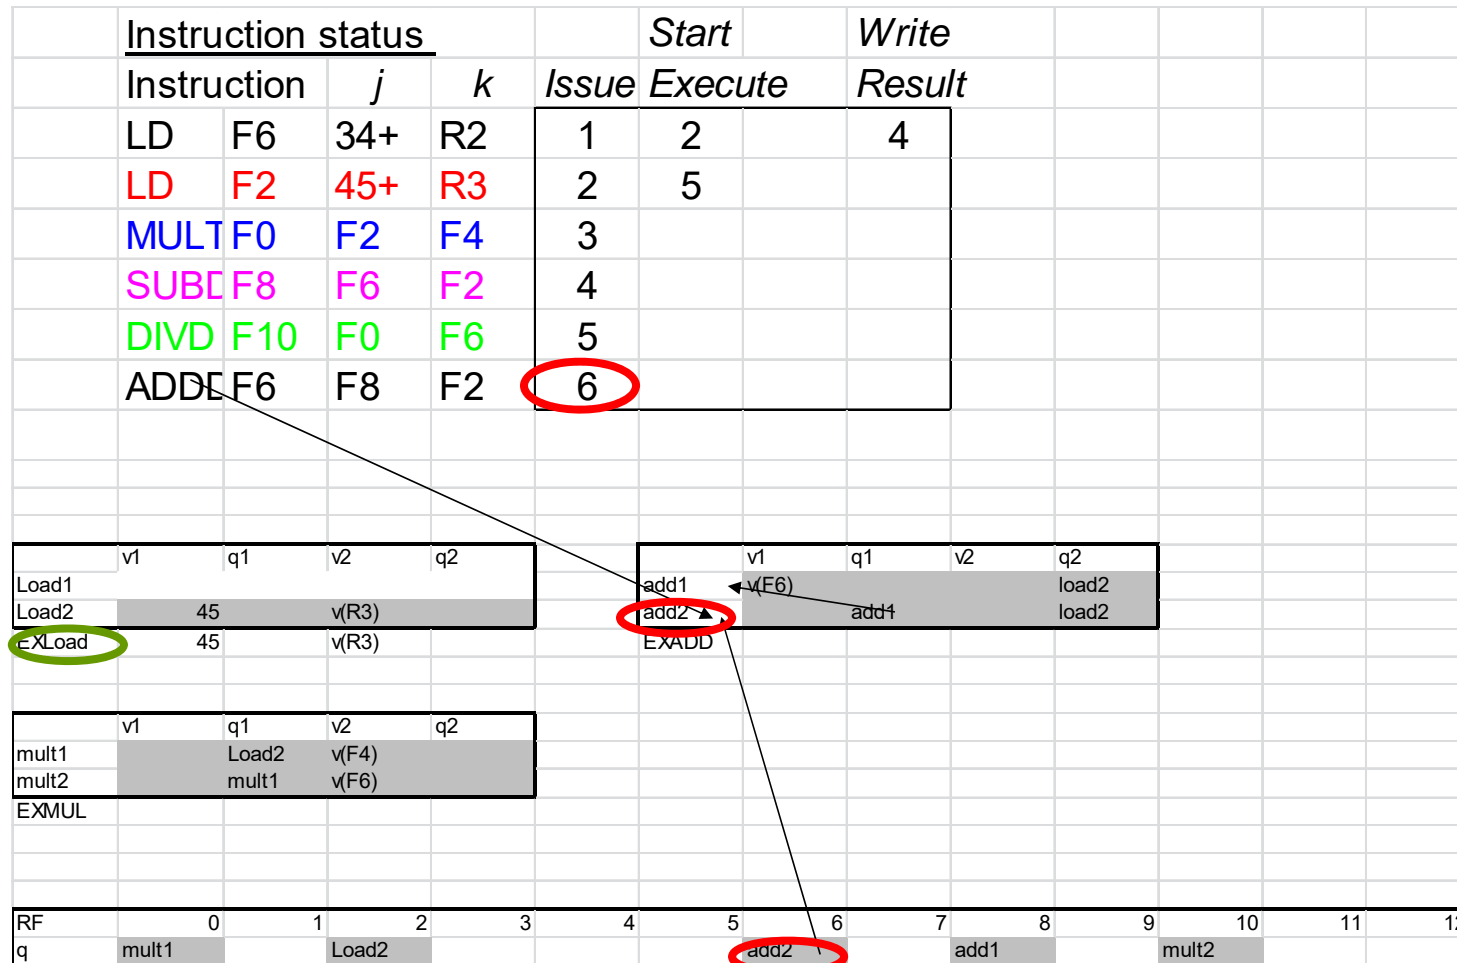 Instruction status Start Write
Instruction j k Issue Execute Result
LD F6 34+ R2 1 2 4
LD F2 45+ R3 2 5
MULT F0 F2 F4 3
SUBD F8 F6 F2 4
DIVD F10 F0 F6 5
ADDD F6 F8 F2 6
v1 q1 v2 q2 v1 q1 v2 q2
Load1 add1 v(F6) load2
Load2 45 v(R3) add2 add1 load2
EXLoad 45 v(R3) EXADD
v1 q1 v2 q2
mult1 Load2 v(F4)
mult2 mult1 v(F6)
EXMUL
RF 0 1 2 3 4 5 6 7 8 9 10 11 12
q mult1 Load2 add2 add1 mult2